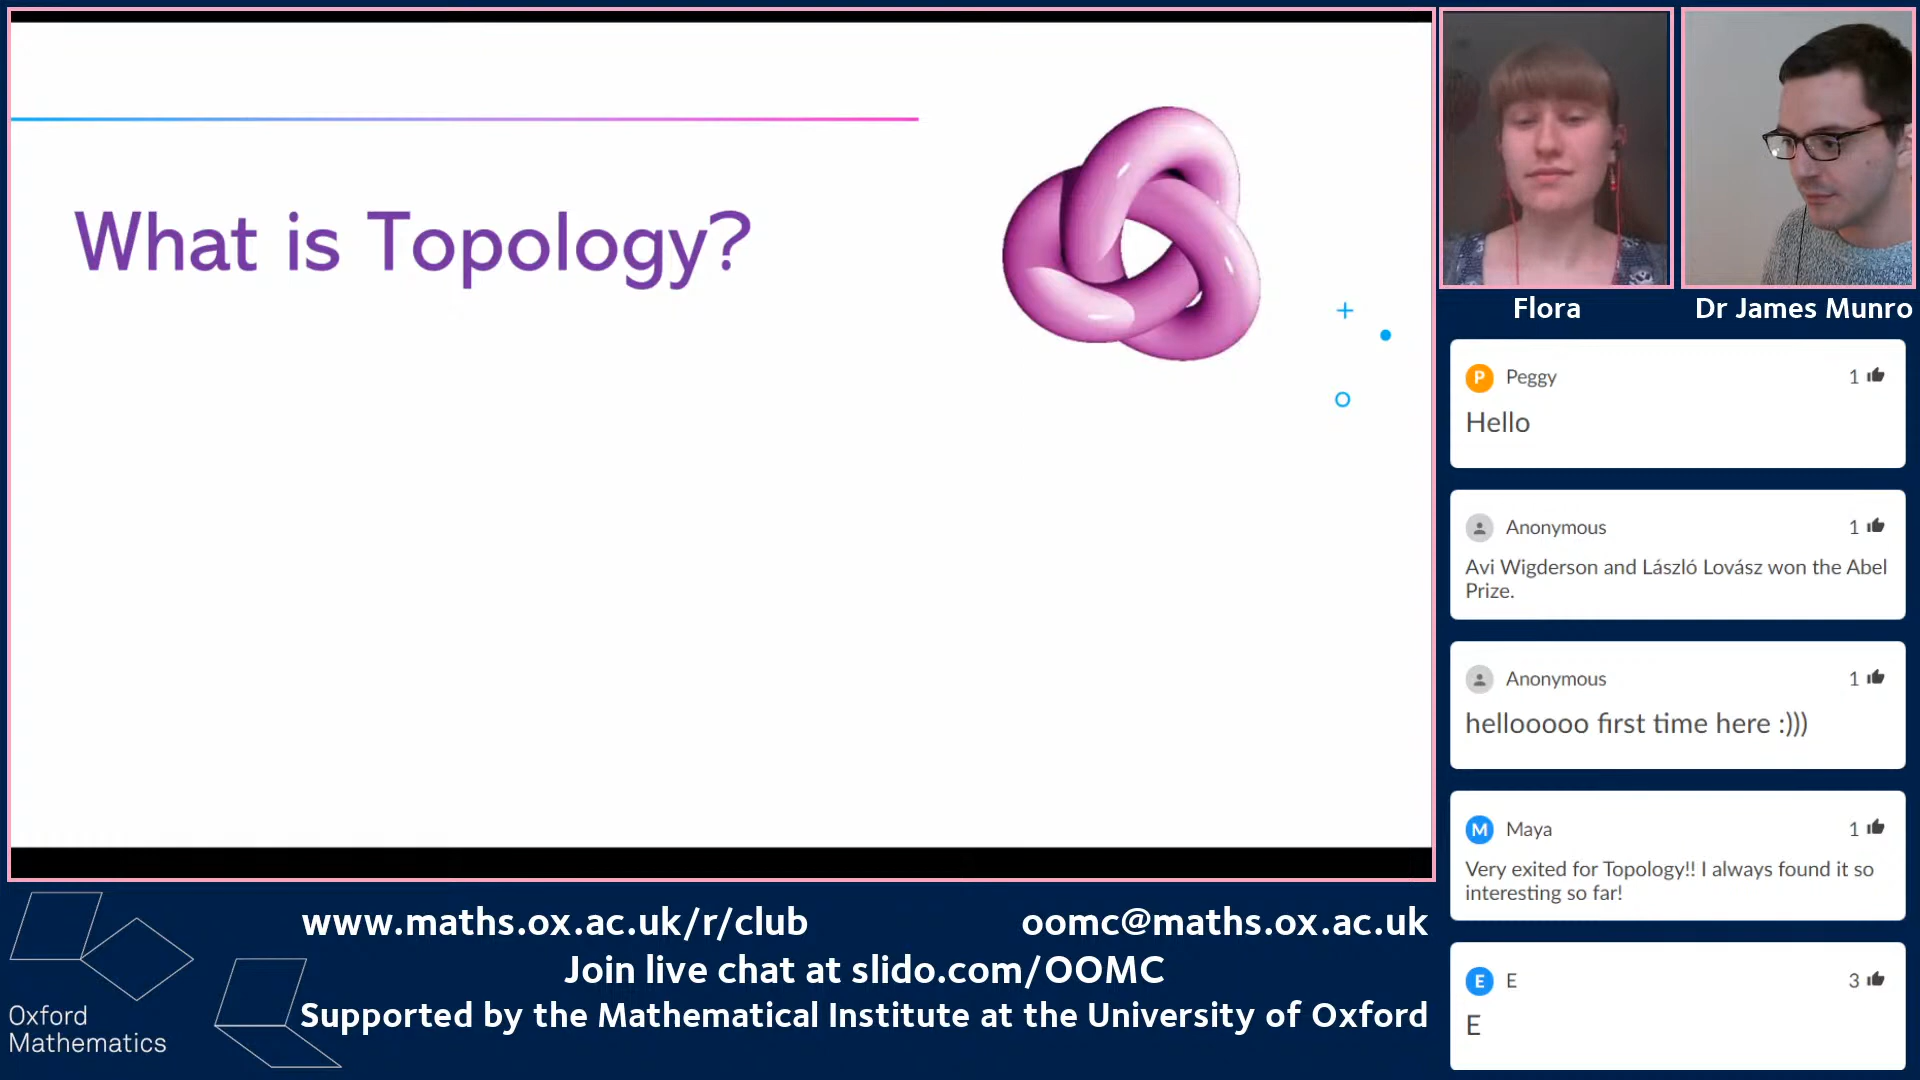 What is Topology?
Flora
Dr James Munro
P
Peggy
1
Hello
Anonymous
1
Avi Wigderson and László Lovász won the Abel
Prize.
Anonymous
1
hellooooo first time here :)))
M
Maya
1
Very exited for Topology!! I always found it so
interesting so far!
E
E
3
E
www.maths.ox.ac.uk/r/club
oomc@maths.ox.ac.uk
Join live chat at slido.com/OOMC
Supported by the Mathematical Institute at the University of Oxford
Oxford
Mathematics